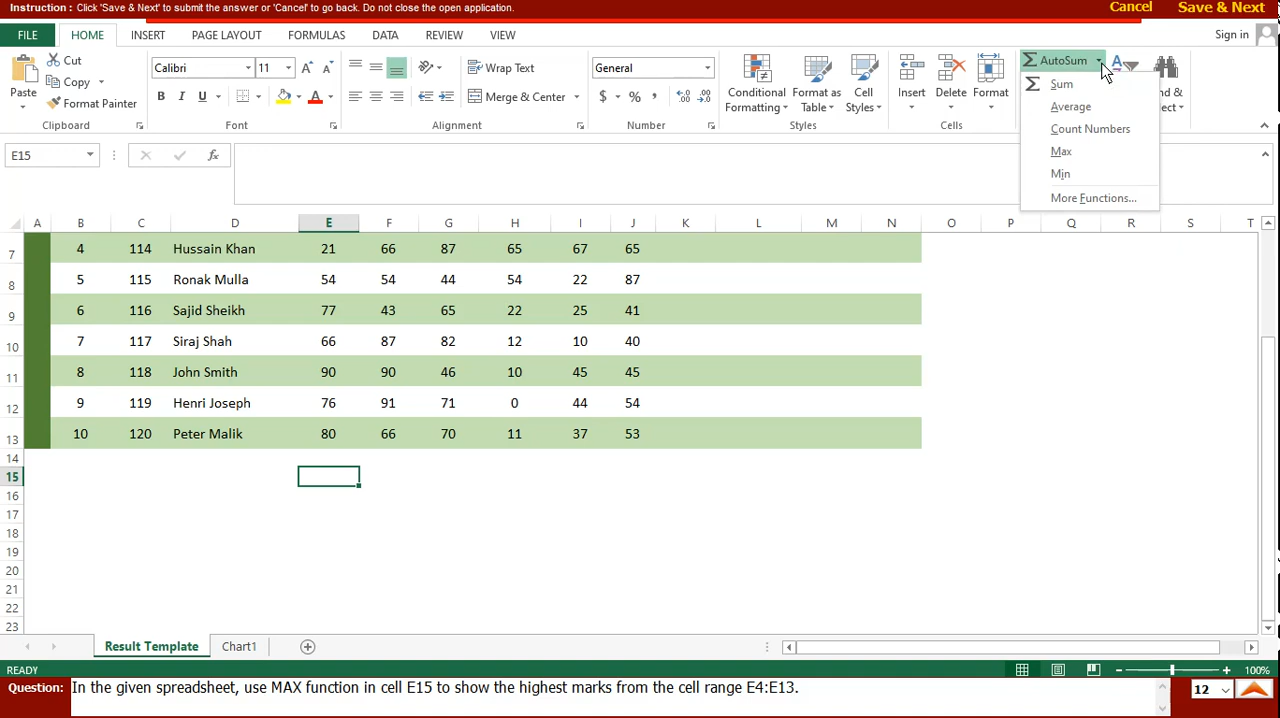 Instruction : Click 'Save & Next' to submit the answer or 'Cancel' to go back. Do not close the open application. Cancel Save & Next
FILE HOME INSERT PAGE LAYOUT FORMULAS DATA REVIEW VIEW Sign in
Paste Cut Copy Format Painter Clipboard
Calibri 11 A A B I U A Font
Wrap Text Merge & Center Alignment
General $ % , Number
Conditional Formatting Format as Table Cell Styles Styles
Insert Delete Format Cells
AutoSum A nd & ect
Sum
Average
Count Numbers
Max
Min
More Functions...
E15 fx
A B C D E F G H I J K L M N O P Q R S T
7 4 114 Hussain Khan 21 66 87 65 67 65
8 5 115 Ronak Mulla 54 54 44 54 22 87
9 6 116 Sajid Sheikh 77 43 65 22 25 41
10 7 117 Siraj Shah 66 87 82 12 10 40
11 8 118 John Smith 90 90 46 10 45 45
12 9 119 Henri Joseph 76 91 71 0 44 54
13 10 120 Peter Malik 80 66 70 11 37 53
14
15
16
17
18
19
20
21
22
23
Result Template Chart1
READY 100%
Question: In the given spreadsheet, use MAX function in cell E15 to show the highest marks from the cell range E4:E13. 12